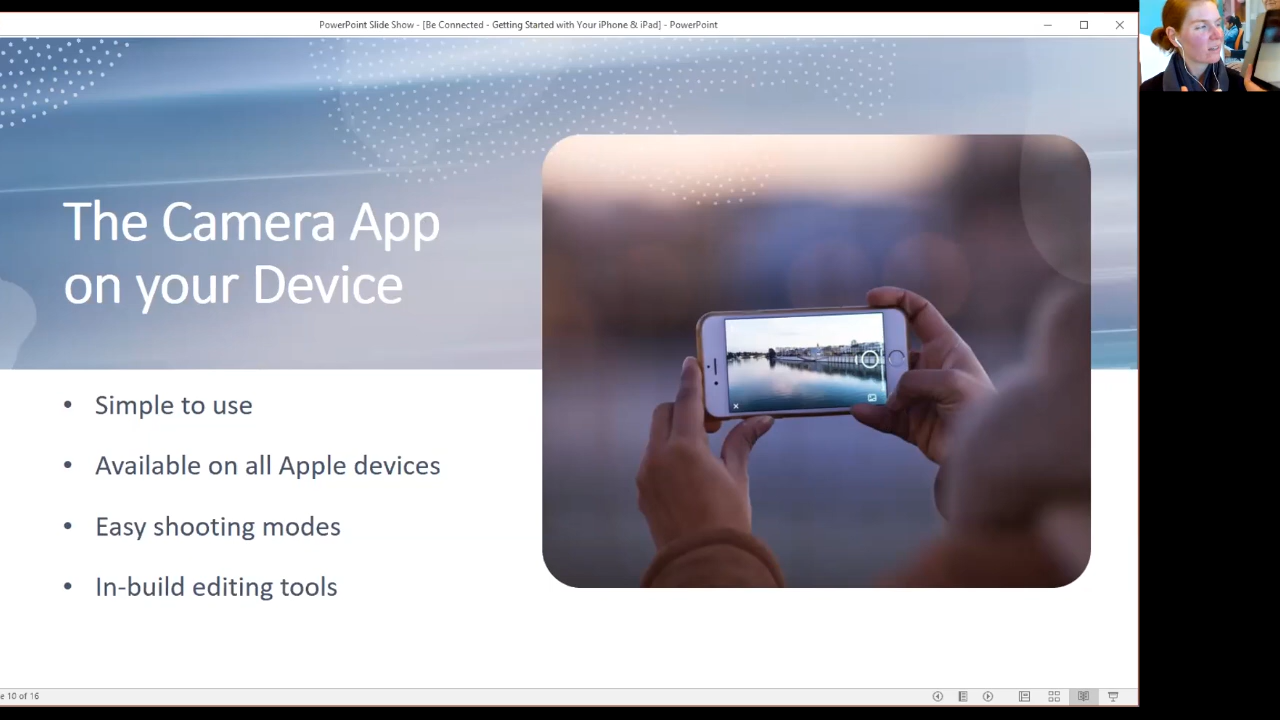 PowerPoint Slide Show - [Be Connected - Getting Started with Your iPhone & iPad] - PowerPoint
The Camera App
on your Device
• Simple to use
• Available on all Apple devices
• Easy shooting modes
• In-build editing tools
e 10 of 16